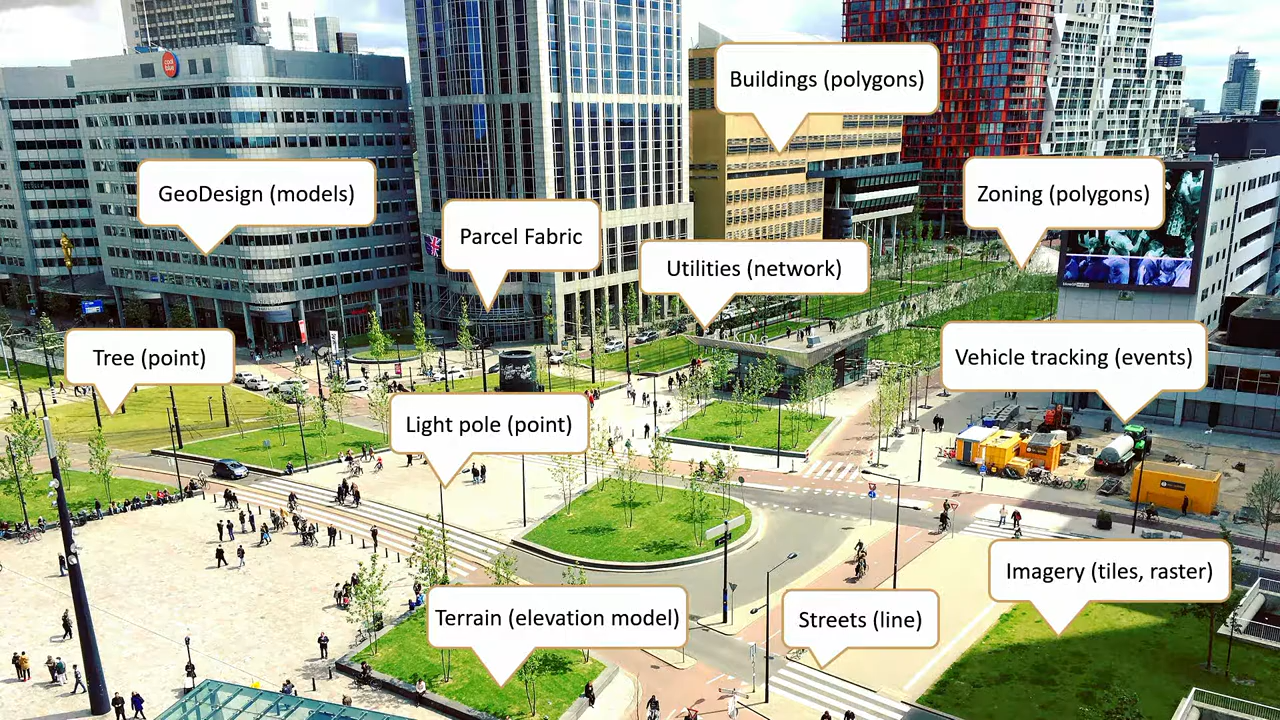 Buildings (polygons)
GeoDesign (models)
Zoning (polygons)
Parcel Fabric
Utilities (network)
Tree (point)
Vehicle tracking (events)
Light pole (point)
Imagery (tiles, raster)
Terrain (elevation model)
Streets (line)